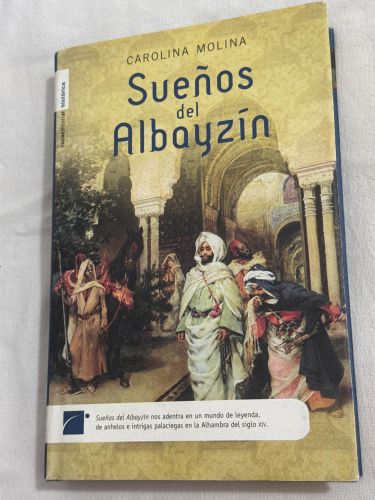 CAROLINA MOLINA
Sueños
del
Albayzín
rocaeditorial histórica
Sueños del Albayzín nos adentra en un mundo de leyenda,
de anhelos e intrigas palaciegas en la Alhambra del siglo XIV.